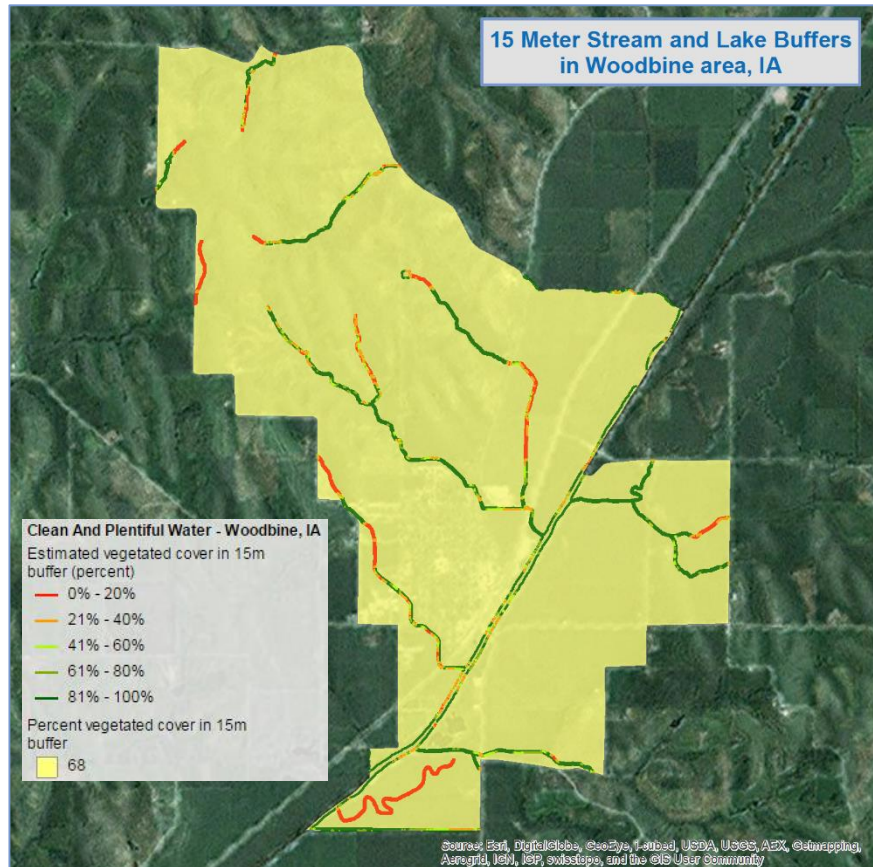 15 Meter Stream and Lake Buffers
in Woodbine area, IA
Clean And Plentiful Water - Woodbine, IA
Estimated vegetated cover in 15m
buffer (percent)
0% - 20%
21% - 40%
41% - 60%
61% - 80%
81% - 100%
Percent vegetated cover in 15m
buffer
68
Source: Esri, DigitalGlobe, GeoEye, i-cubed, USDA, USGS, AEX, Getmapping,
Aerogrid, IGN, IGP, swisstopo, and the GIS User Community